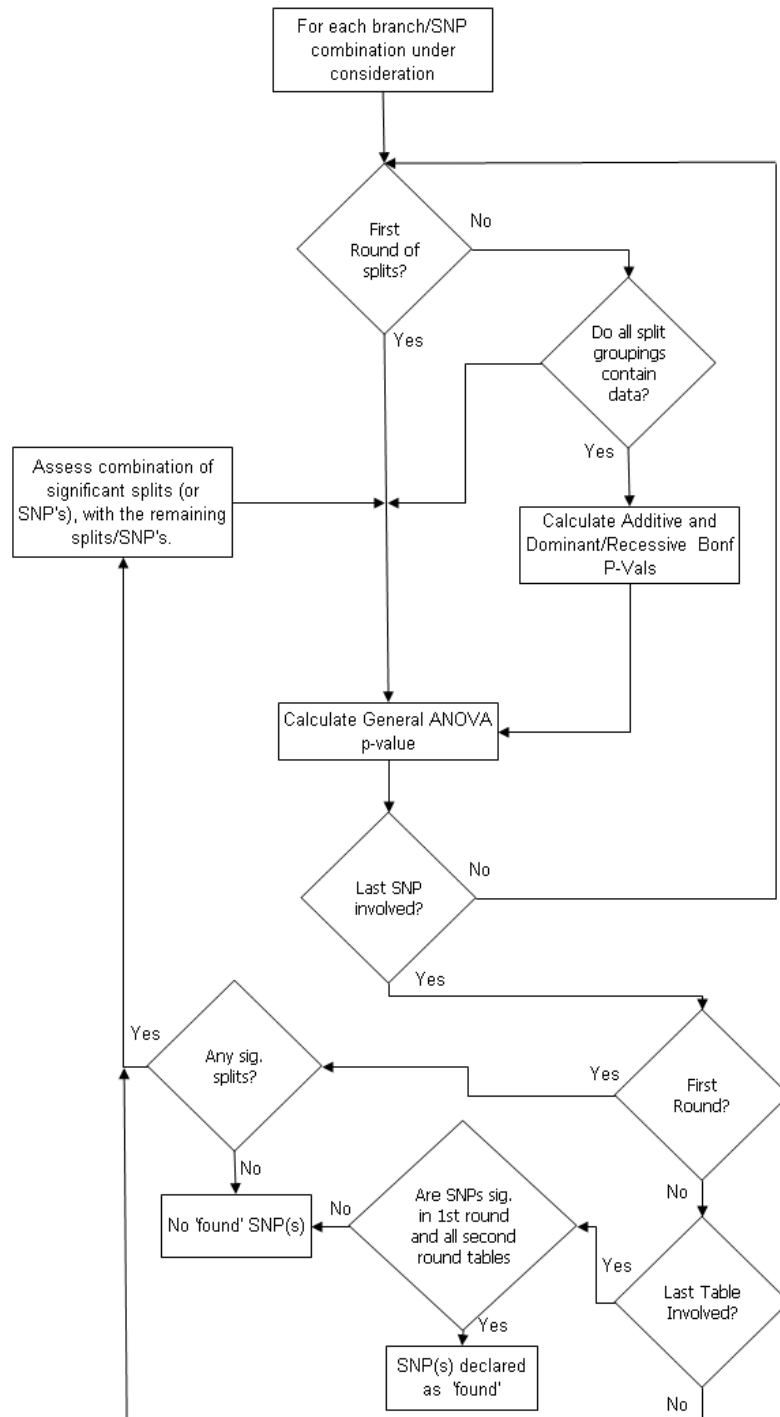 For each branch/SNP
combination under
consideration
First
Round of
splits?
No
Yes
Do all split
groupings
contain
data?
Yes
Assess combination of
significant splits (or
SNP's), with the remaining
splits/SNP's.
Calculate Additive and
Dominant/Recessive Bonf
P-Vals
Calculate General ANOVA
p-value
Last SNP
involved?
No
Yes
First
Round?
Yes
No
Any sig.
splits?
Yes
No
No 'found' SNP(s)
Are SNPs sig.
in 1st round
and all second
round tables
No
Yes
SNP(s) declared
as 'found'
Last Table
Involved?
Yes
No